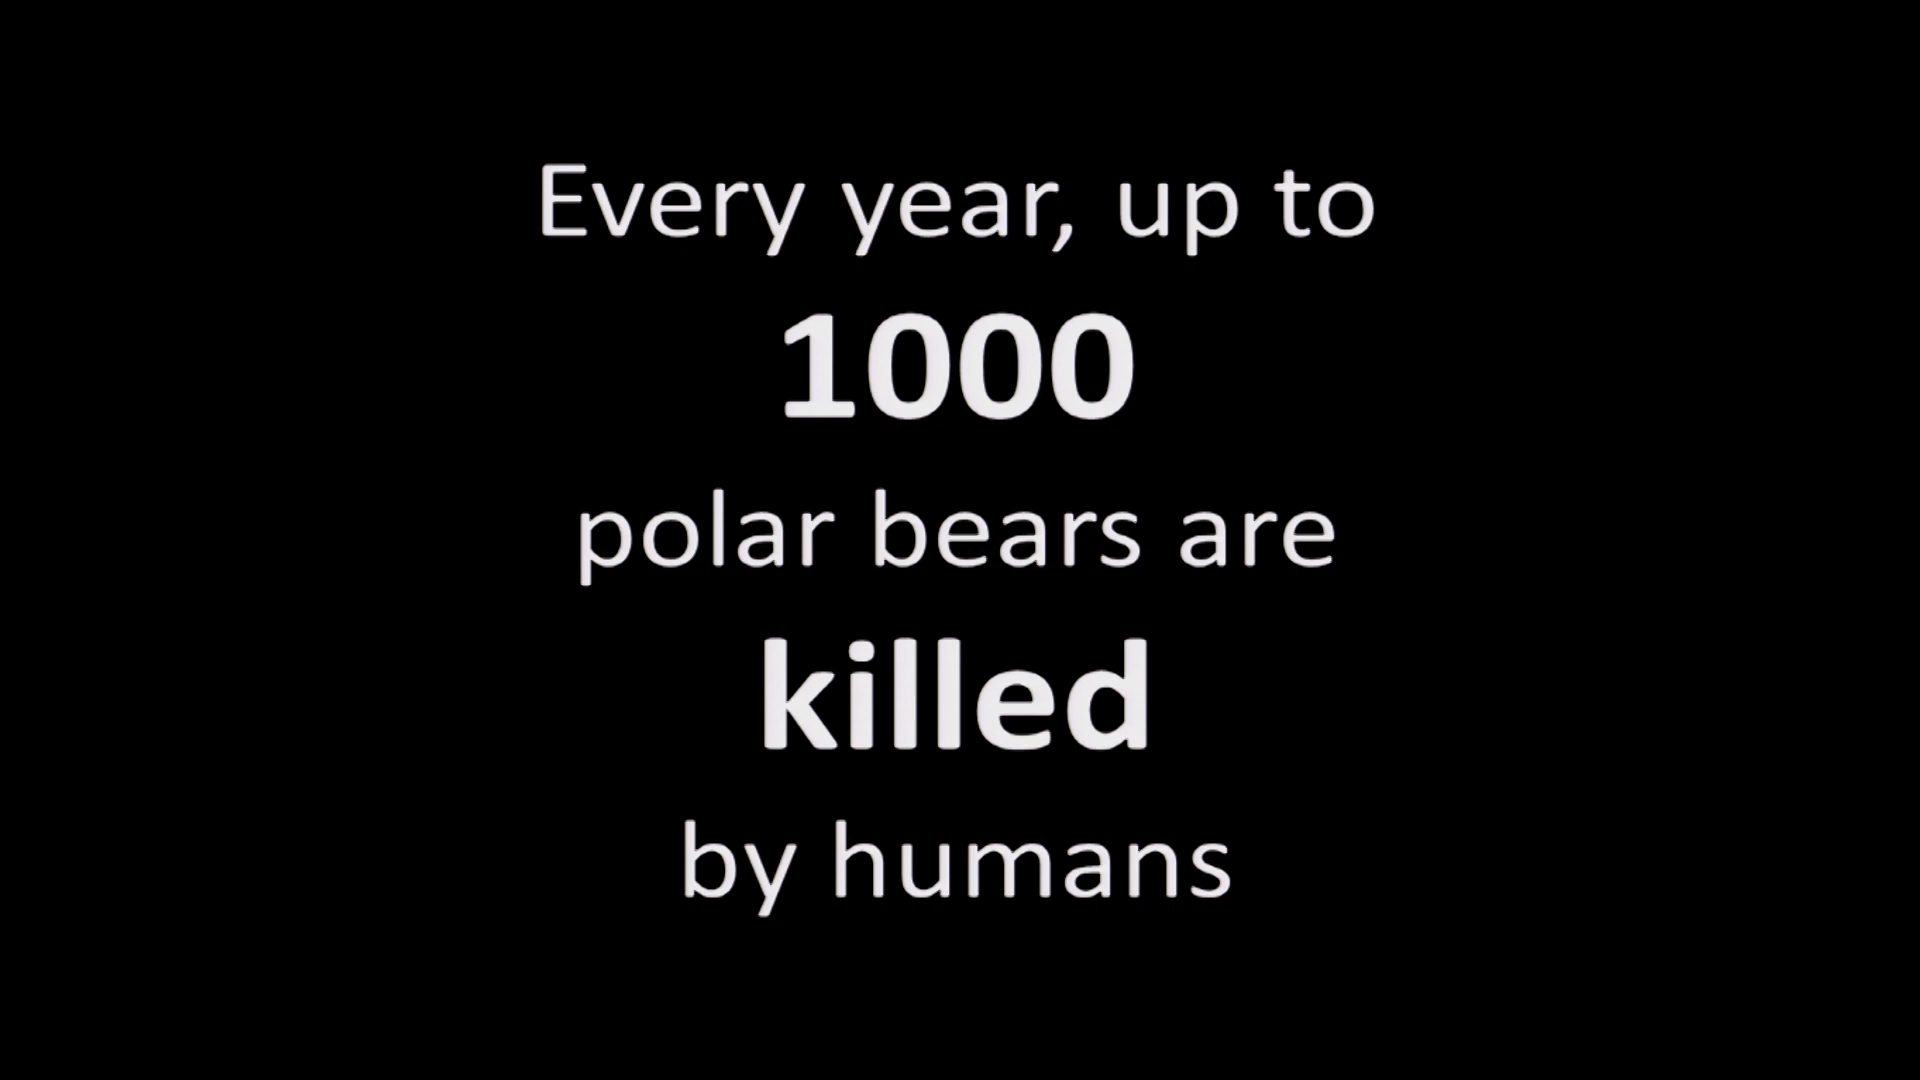 Every year, up to
1000
polar bears are
killed
by humans